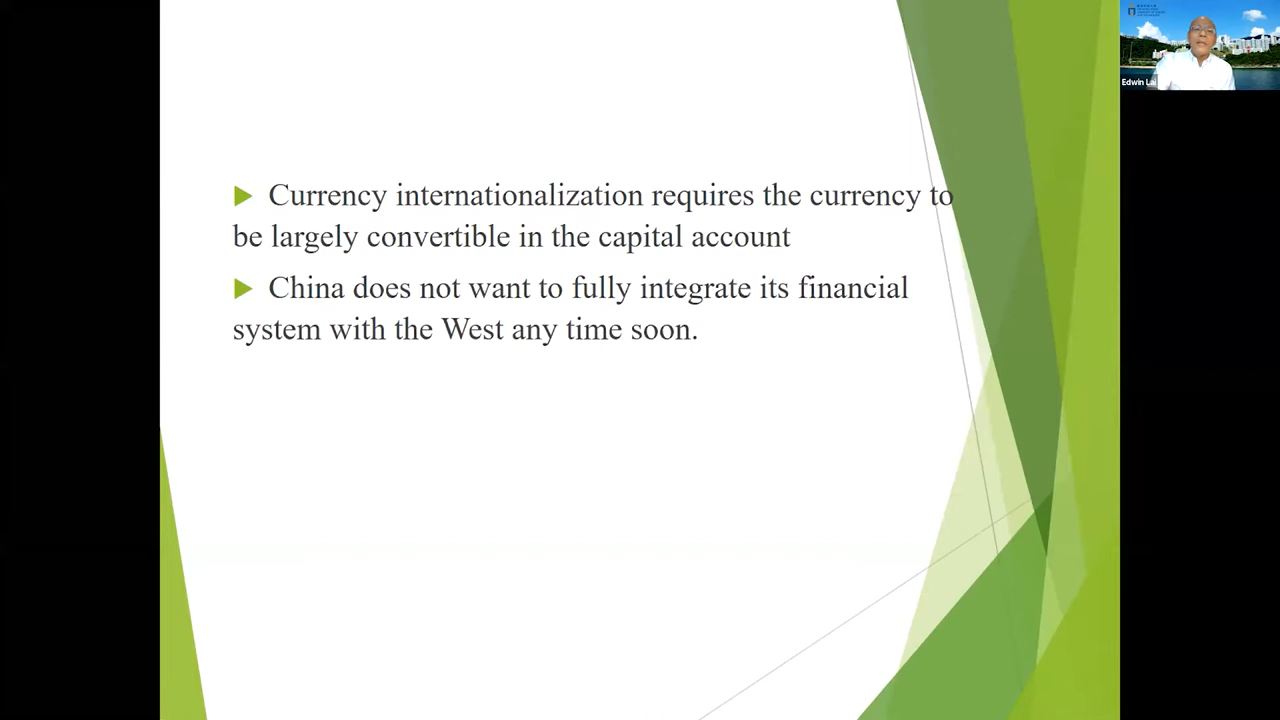 Currency internationalization requires the currency to
be largely convertible in the capital account
China does not want to fully integrate its financial
system with the West any time soon.
Edwin Lai